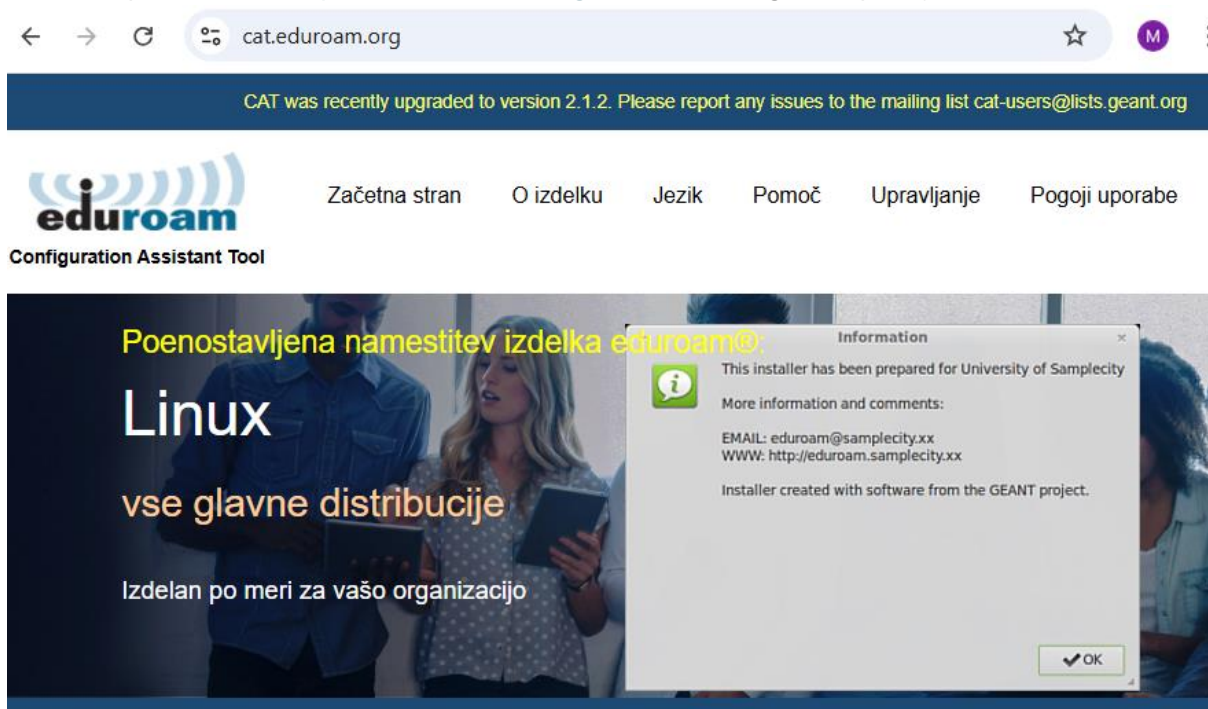 cat.eduroam.org
M
CAT was recently upgraded to version 2.1.2. Please report any issues to the mailing list cat-users@lists.geant.org
eduroam
Configuration Assistant Tool
Začetna stran O izdelku Jezik Pomoč Upravljanje Pogoji uporabe
Poenostavljena namestitev izdelka eduroam®:
Linux
vse glavne distribucije
Izdelan po meri za vašo organizacijo
Information
This installer has been prepared for University of Samplecity
More information and comments:
EMAIL: eduroam@samplecity.xx
WWW: http://eduroam.samplecity.xx
Installer created with software from the GEANT project.
OK